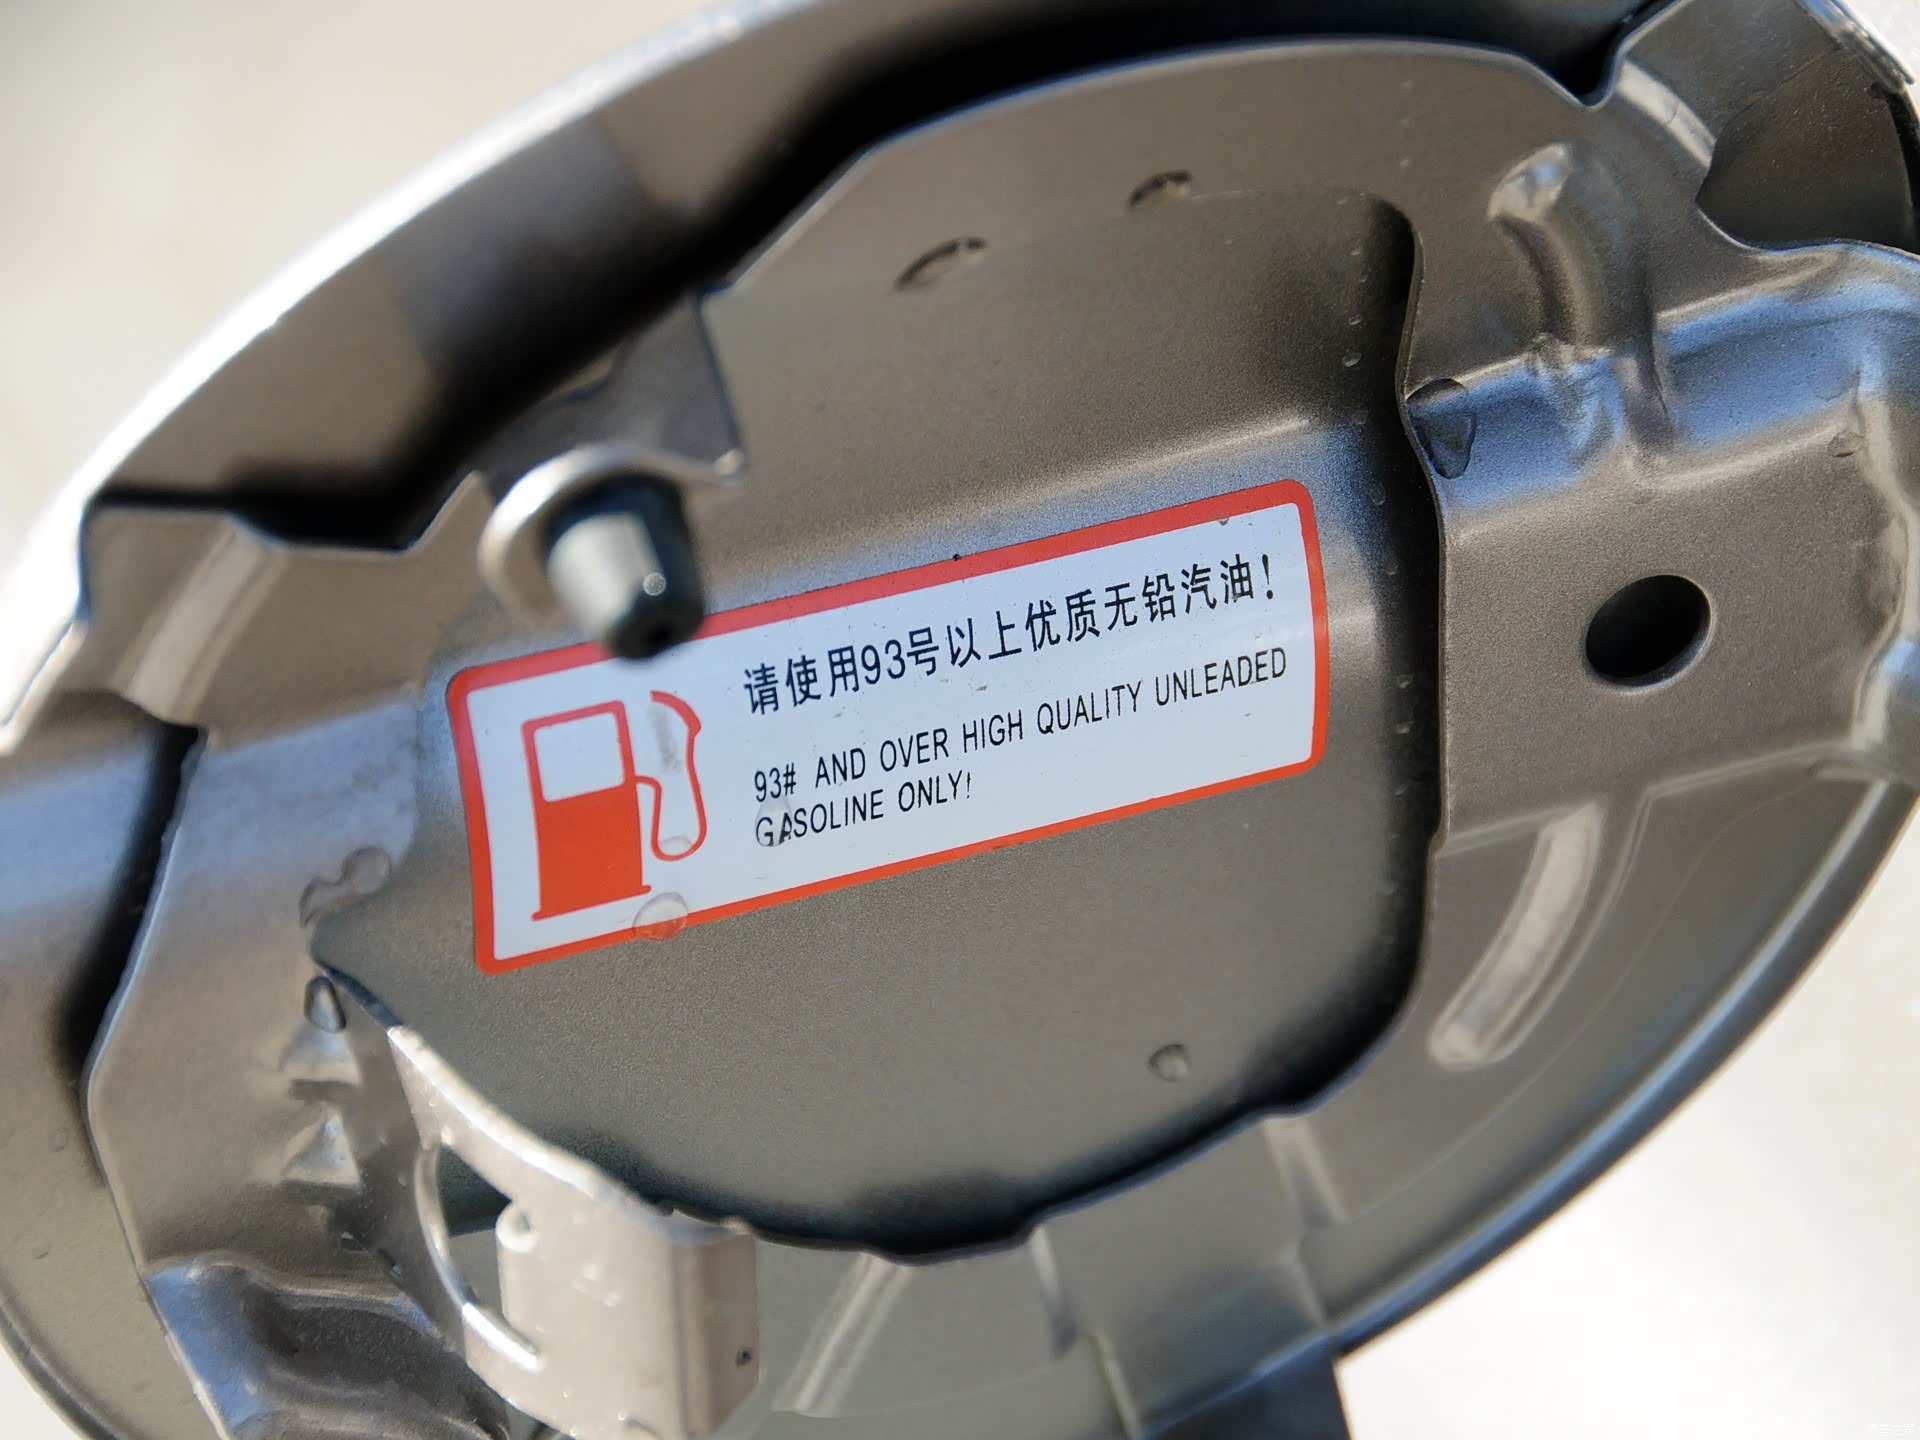 请使用93号以上优质无铅汽油！
93# AND OVER HIGH QUALITY UNLEADED
GASOLINE ONLY!